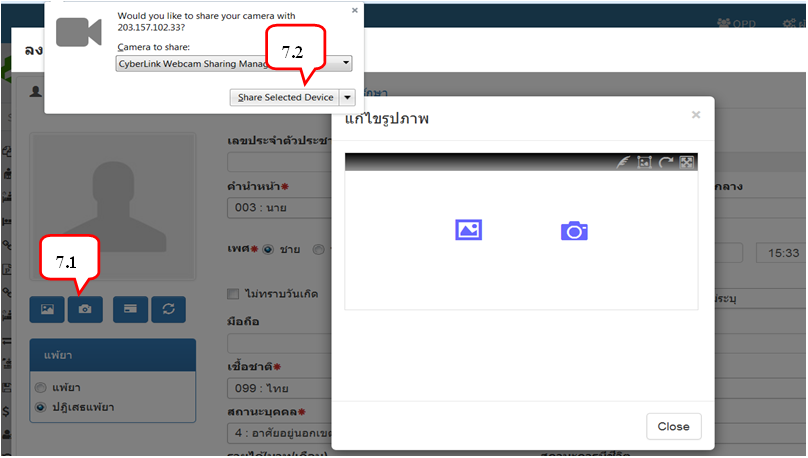 Would you like to share your camera with
203.157.102.33?
Camera to share:
CyberLink Webcam Sharing Manag
7.2
Share Selected Device
OPD
ลง
รักษา
แก้ไขรูปภาพ
เลขประจำตัวประชา
คำนำหน้า*
กลาง
003 : นาย
7.1
เพศ*
ชาย
15:33
ไม่ทราบวันเกิด
ระบุ
มือถือ
แพ้ยา
แพ้ยา
ปฏิเสธแพ้ยา
เชื้อชาติ*
099 : ไทย
สถานะบุคคล*
4 : อาศัยอยู่นอกเขต
Close